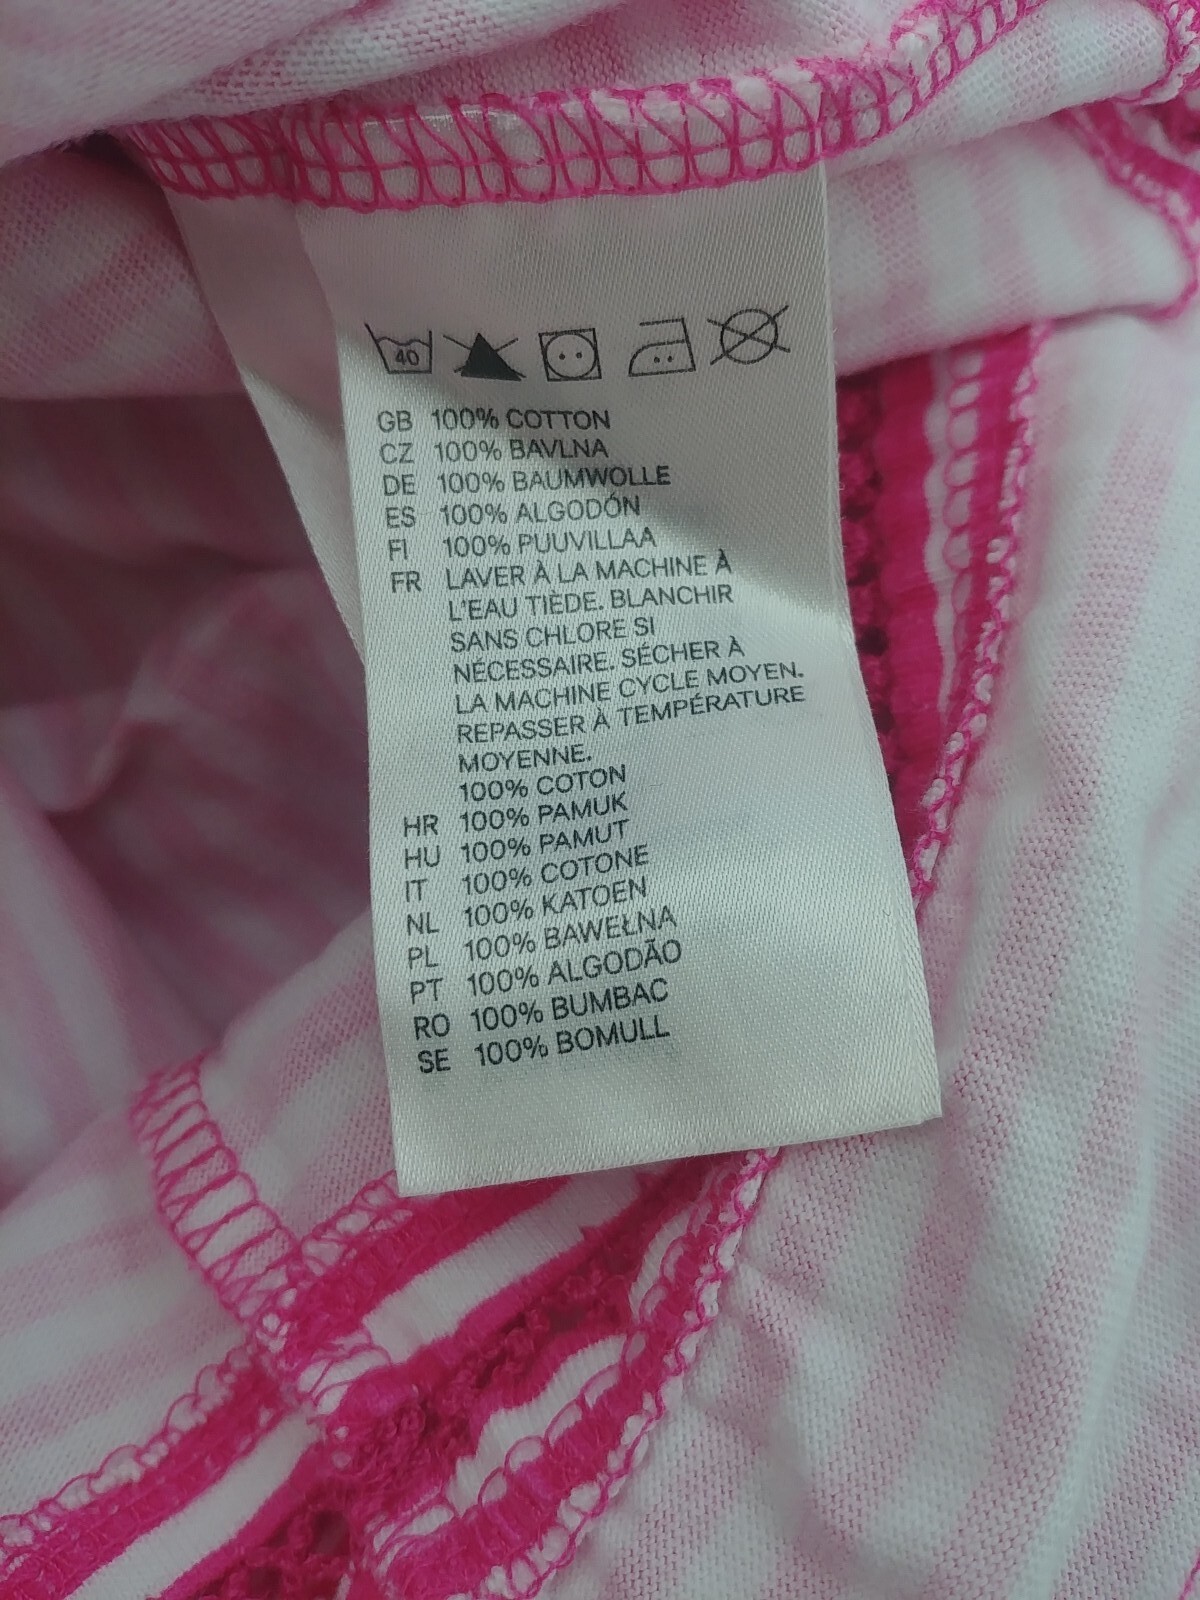 40
GB 100% COTTON
CZ 100% BAVLNA
DE 100% BAUMWOLLE
ES 100% ALGODÓN
FI 100% PUUVILLAA
FR LAVER À LA MACHINE À
L'EAU TIÈDE. BLANCHIR
SANS CHLORE SI
NÉCESSAIRE. SÉCHER À
LA MACHINE CYCLE MOYEN.
REPASSER À TEMPÉRATURE
MOYENNE.
100% COTON
HR 100% PAMUK
HU 100% PAMUT
IT 100% COTONE
NL 100% KATOEN
PL 100% BAWEŁNA
PT 100% ALGODÃO
RO 100% BUMBAC
SE 100% BOMULL